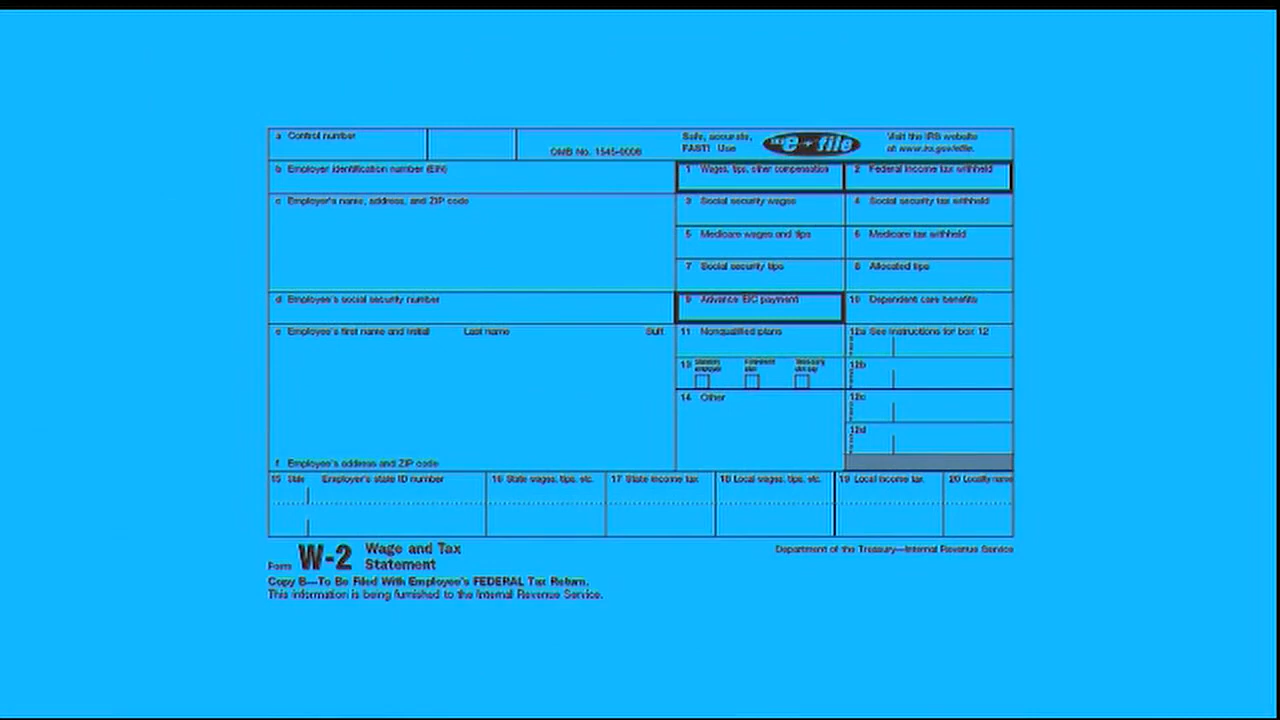 a Control number
OMB No. 1545-0008
Safe, accurate,
FAST! Use
IRS e-file
Visit the IRS website
at www.irs.gov/efile.
b Employer identification number (EIN)
1 Wages, tips, other compensation
2 Federal income tax withheld
c Employer's name, address, and ZIP code
3 Social security wages
4 Social security tax withheld
5 Medicare wages and tips
6 Medicare tax withheld
7 Social security tips
8 Allocated tips
d Employee's social security number
9 Advance EIC payment
10 Dependent care benefits
e Employee's first name and initial Last name Suff.
11 Nonqualified plans
12a See instructions for box 12
13 Statutory employee Retirement plan Third-party sick pay
12b
14 Other
12c
12d
f Employee's address and ZIP code
15 State Employer's state ID number
16 State wages, tips, etc.
17 State income tax
18 Local wages, tips, etc.
19 Local income tax
20 Locality name
Form W-2 Wage and Tax
Statement
Department of the Treasury—Internal Revenue Service
Copy B—To Be Filed With Employee's FEDERAL Tax Return.
This information is being furnished to the Internal Revenue Service.